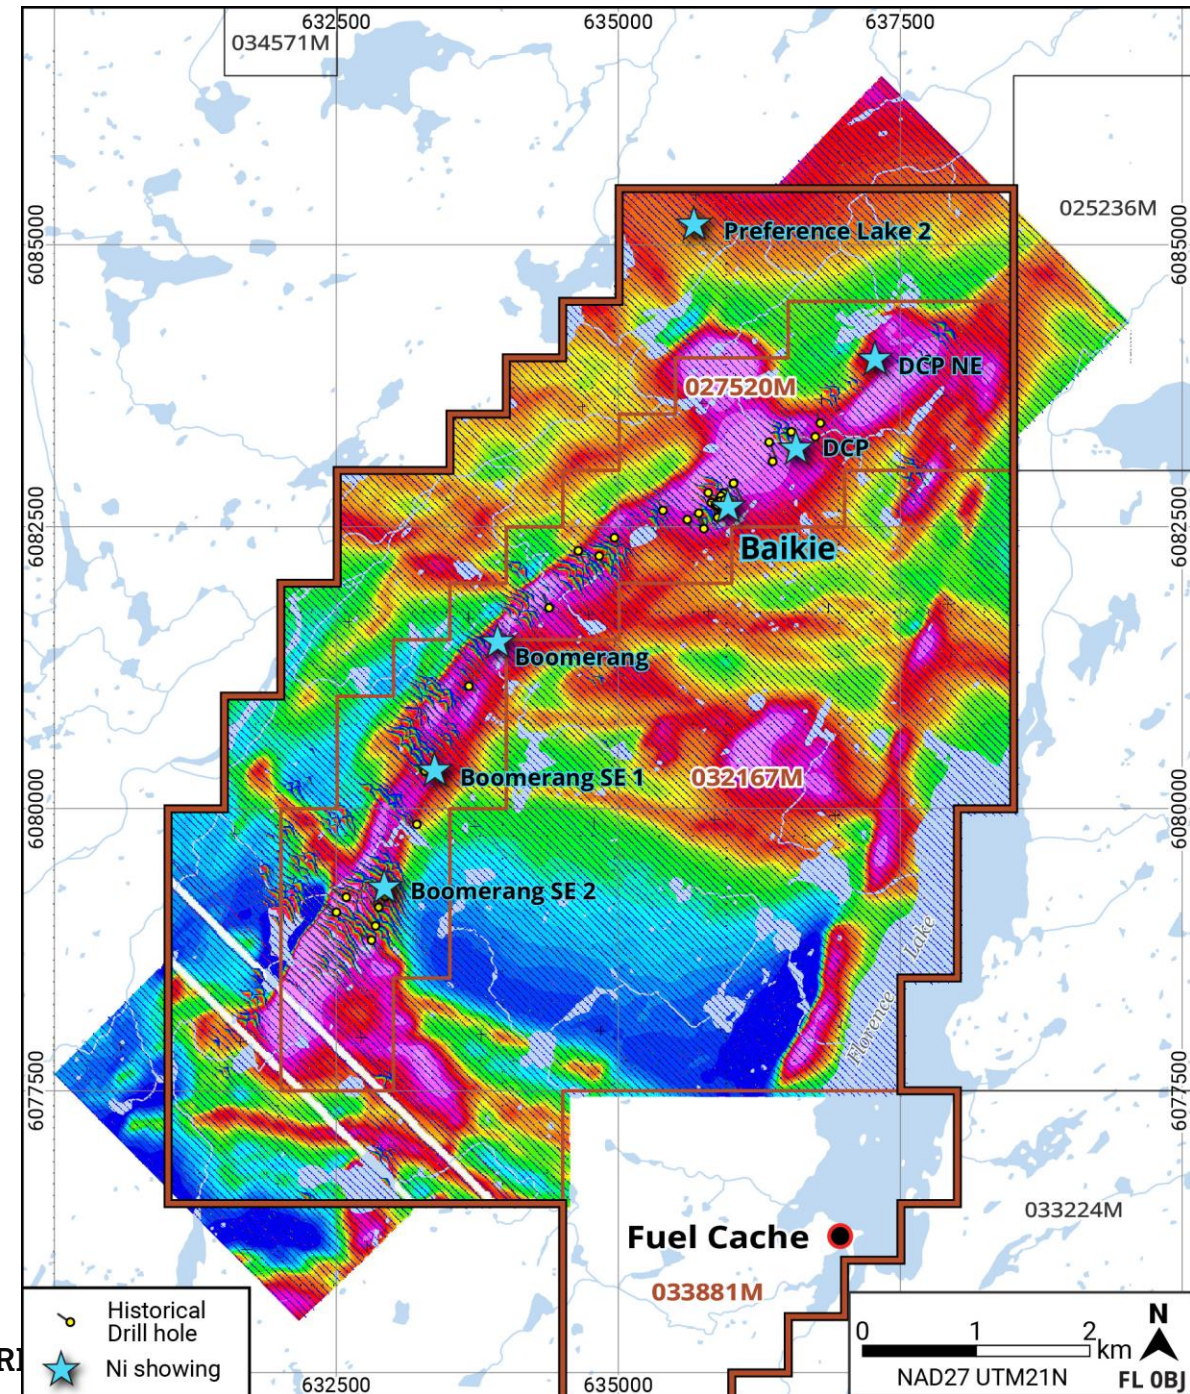 632500
635000
637500
034571M
025236M
6085000
6085000
Preference Lake 2
DCP NE
027520M
DCP
6082500
6082500
Baikie
Boomerang
Boomerang SE 1
032167M
6080000
6080000
Boomerang SE 2
Florence Lake
6077500
6077500
Fuel Cache
033224M
033881M
Historical
Drill hole
Ni showing
0 1 2 km
N
NAD27 UTM21N
FL OBJ
632500
635000